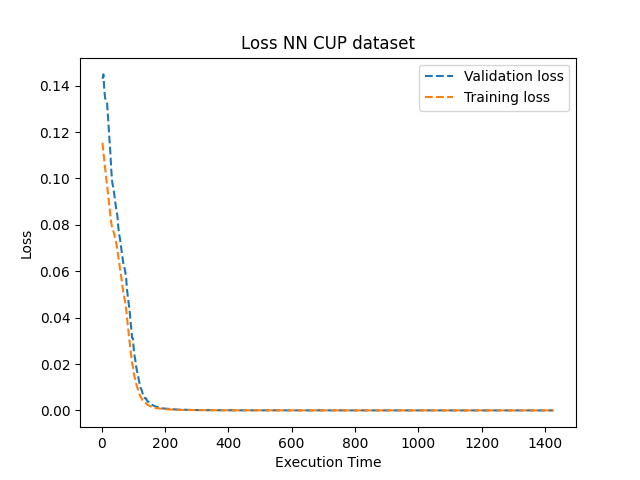 Loss NN CUP dataset
Validation loss
Training loss
0.14
0.12
0.10
0.08
0.06
0.04
0.02
0.00
Loss
0 200 400 600 800 1000 1200 1400
Execution Time